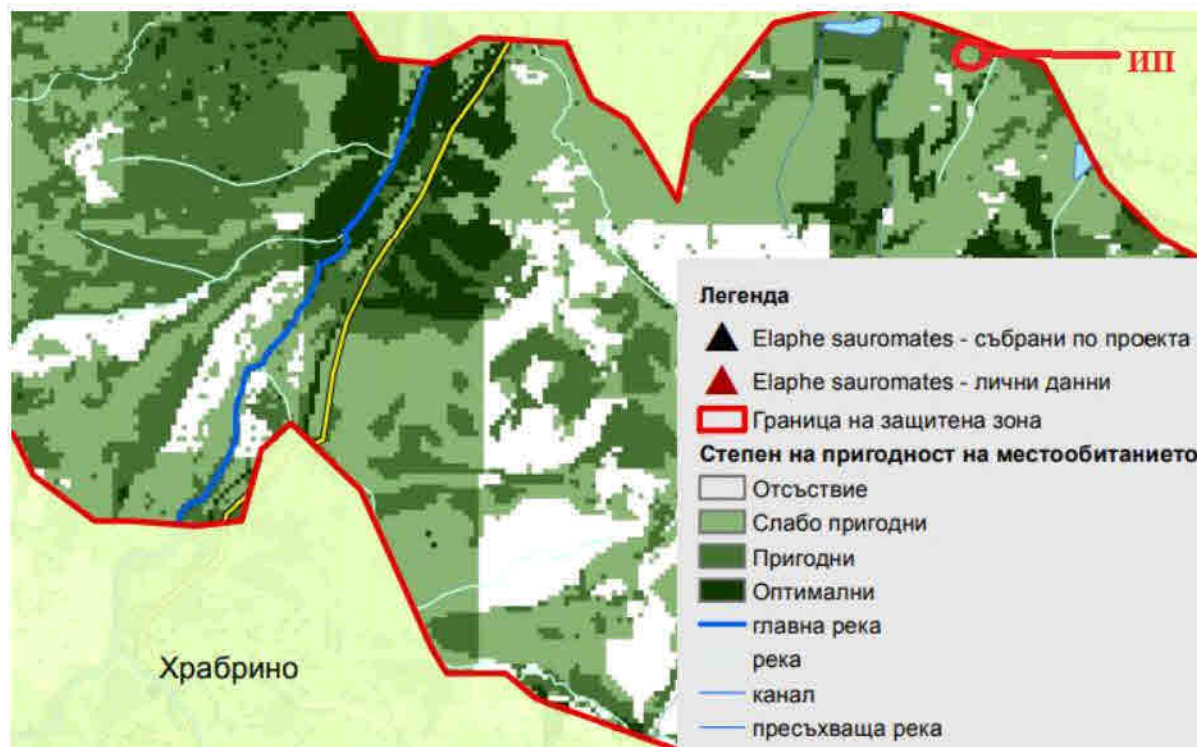 ИП
Легенда
Elaphe sauromates - събрани по проекта
Elaphe sauromates - лични данни
Граница на защитена зона
Степен на пригодност на местообитанието
Отсъствие
Слабо пригодни
Пригодни
Оптимални
главна река
река
канал
пресъхваща река
Храбрино